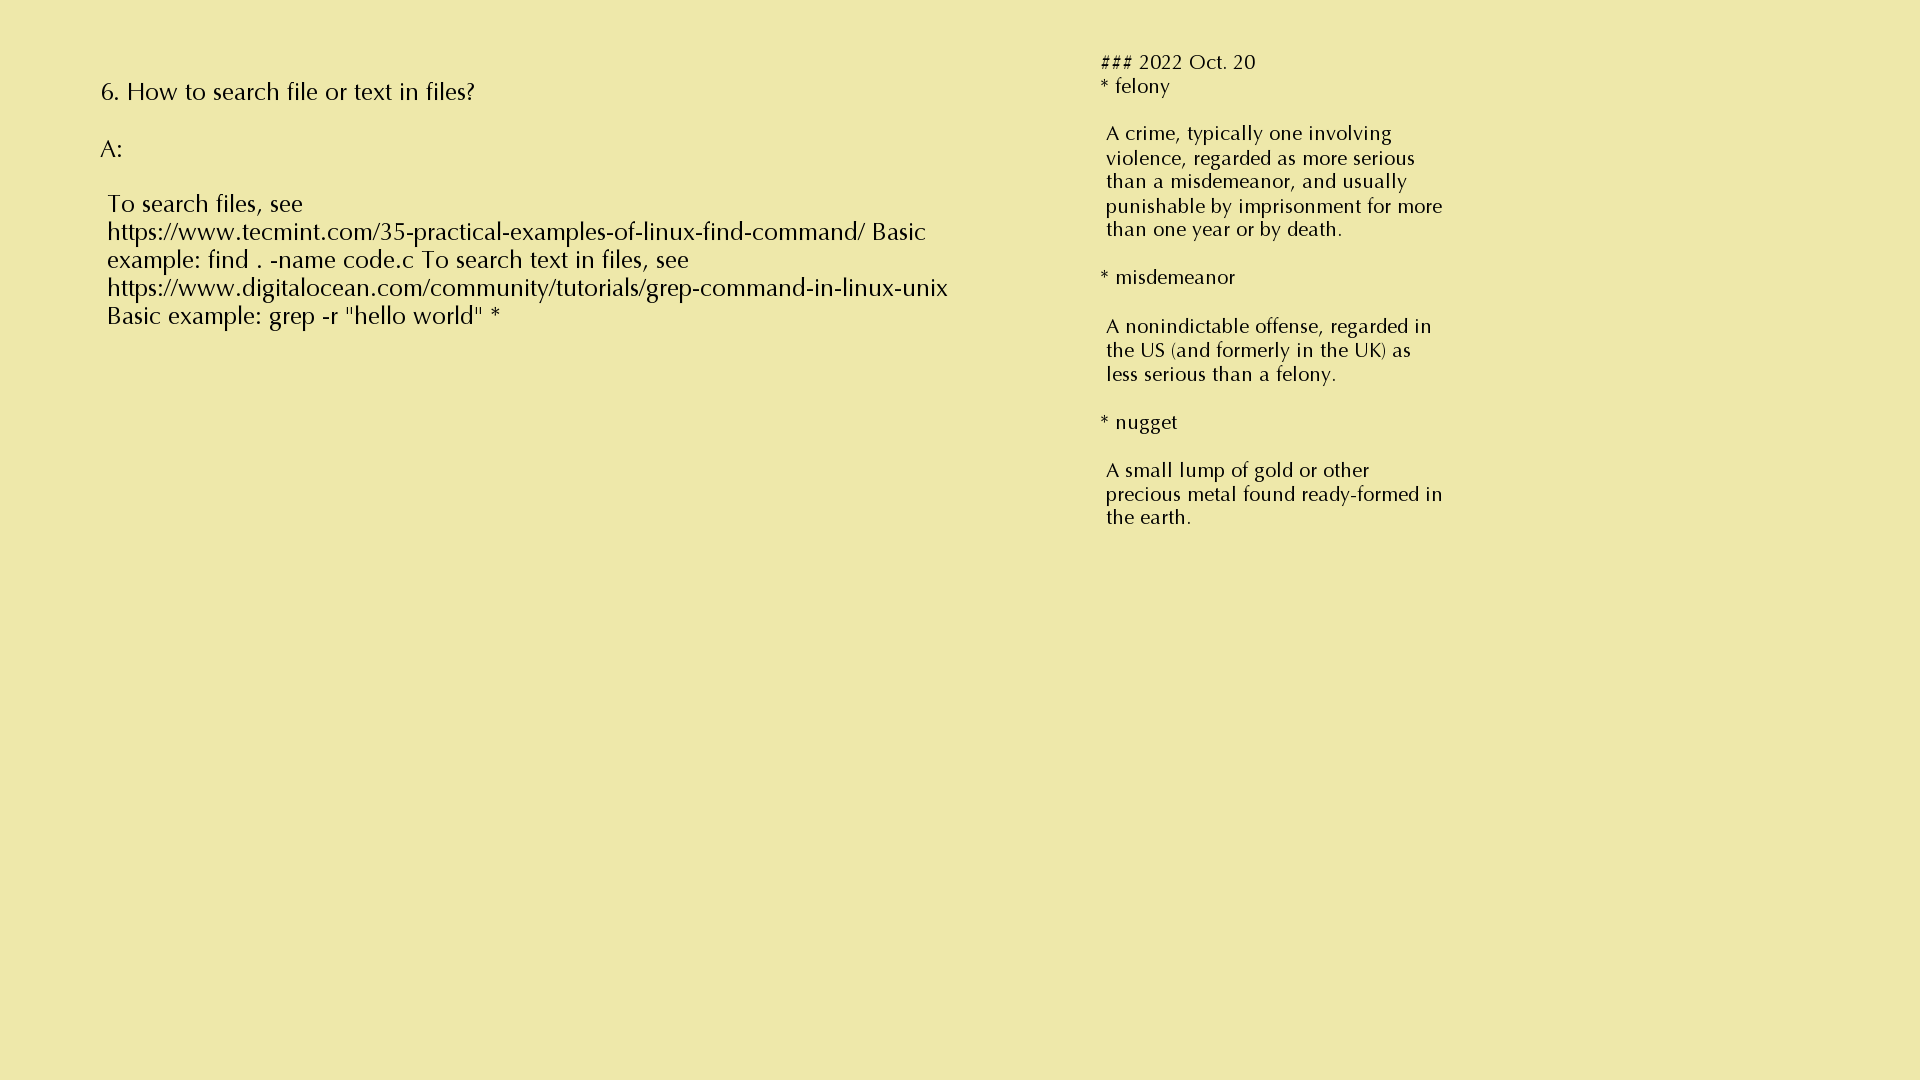 6. How to search file or text in files?
A:
To search files, see
https://www.tecmint.com/35-practical-examples-of-linux-find-command/ Basic
example: find . -name code.c To search text in files, see
https://www.digitalocean.com/community/tutorials/grep-command-in-linux-unix
Basic example: grep -r "hello world" *
### 2022 Oct. 20
* felony
A crime, typically one involving
violence, regarded as more serious
than a misdemeanor, and usually
punishable by imprisonment for more
than one year or by death.
* misdemeanor
A nonindictable offense, regarded in
the US (and formerly in the UK) as
less serious than a felony.
* nugget
A small lump of gold or other
precious metal found ready-formed in
the earth.